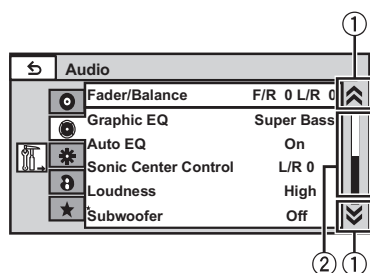 ①
Audio
Fader/Balance F/R 0 L/R 0
Graphic EQ Super Bass
Auto EQ On
Sonic Center Control L/R 0
Loudness High
Subwoofer Off
② ①